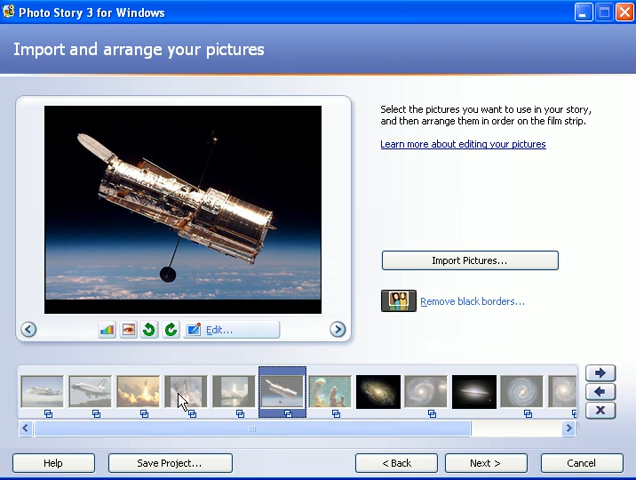 Photo Story 3 for Windows
Import and arrange your pictures
Select the pictures you want to use in your story,
and then arrange them in order on the film strip.
Learn more about editing your pictures
Import Pictures...
Remove black borders...
Edit...
Help
Save Project...
< Back
Next >
Cancel